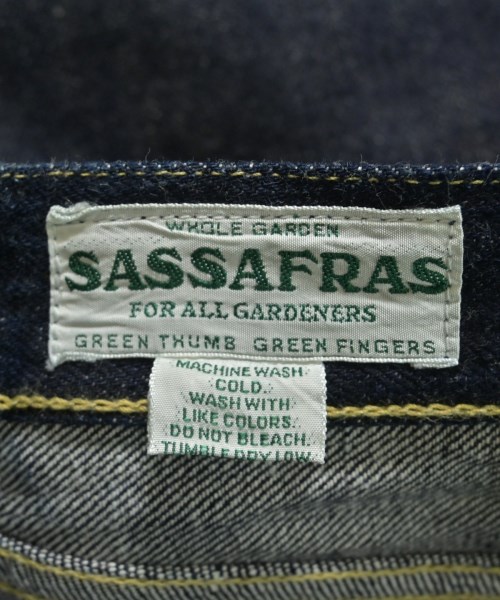 WHOLE GARDEN
SASSAFRAS
FOR ALL GARDENERS
GREEN THUMB GREEN FINGERS
MACHINE WASH
COLD.
WASH WITH
LIKE COLORS.
DO NOT BLEACH.
TUMBLE DRY LOW.